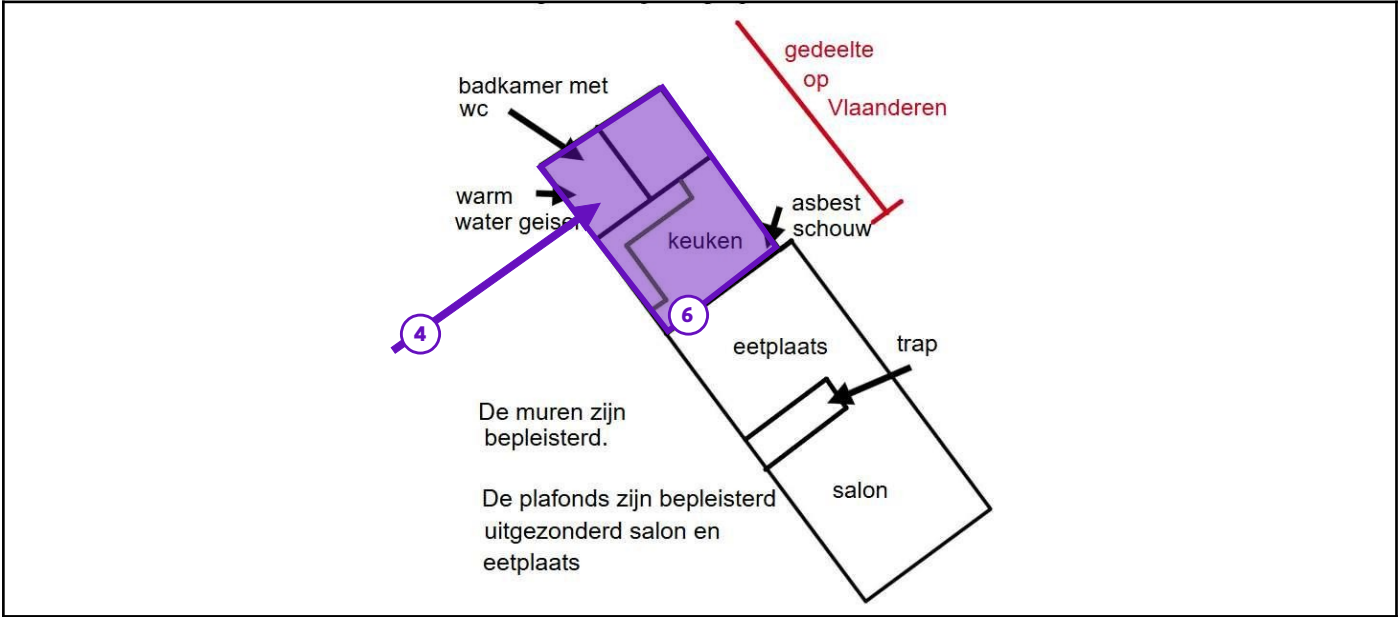 gedeelte
op
Vlaanderen
badkamer met
wc
warm
water geiser
asbest
schouw
keuken
4
6
eetplaats
trap
De muren zijn
bepleisterd.
salon
De plafonds zijn bepleisterd
uitgezonderd salon en
eetplaats